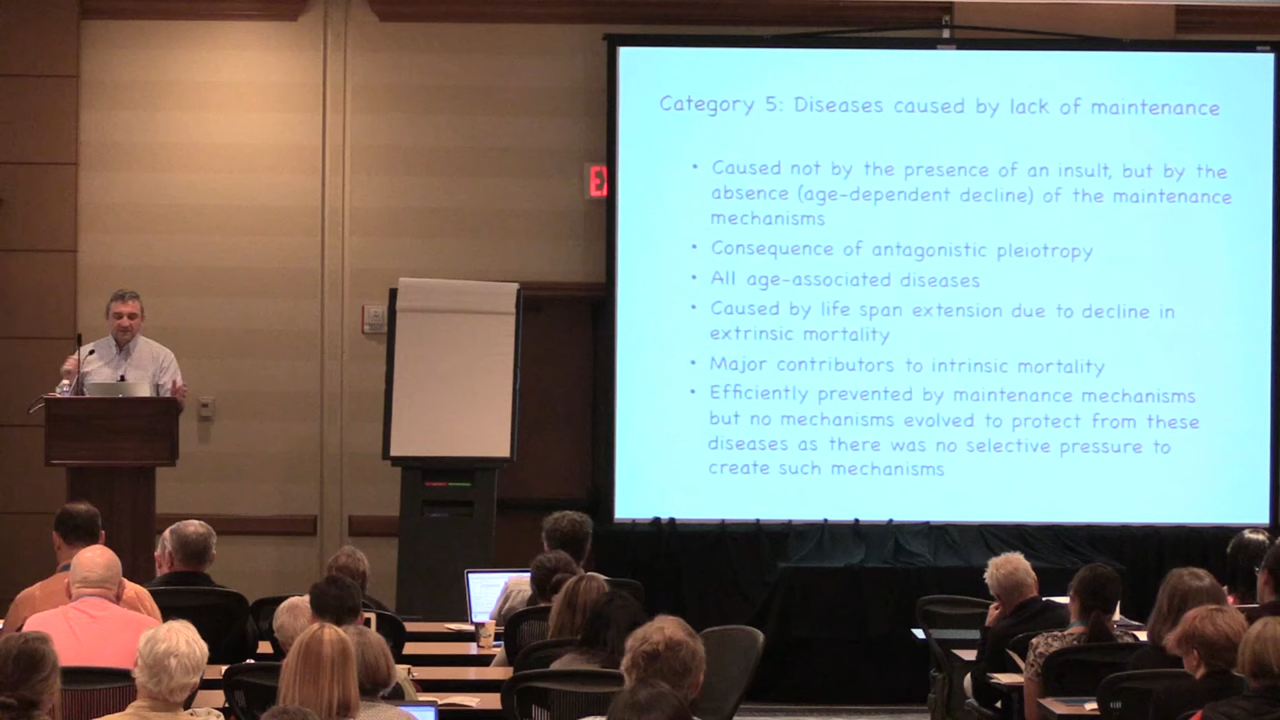 Category 5: Diseases caused by lack of maintenance
• Caused not by the presence of an insult, but by the
absence (age-dependent decline) of the maintenance
mechanisms
• Consequence of antagonistic pleiotropy
• All age-associated diseases
• Caused by life span extension due to decline in
extrinsic mortality
• Major contributors to intrinsic mortality
• Efficiently prevented by maintenance mechanisms
but no mechanisms evolved to protect from these
diseases as there was no selective pressure to
create such mechanisms